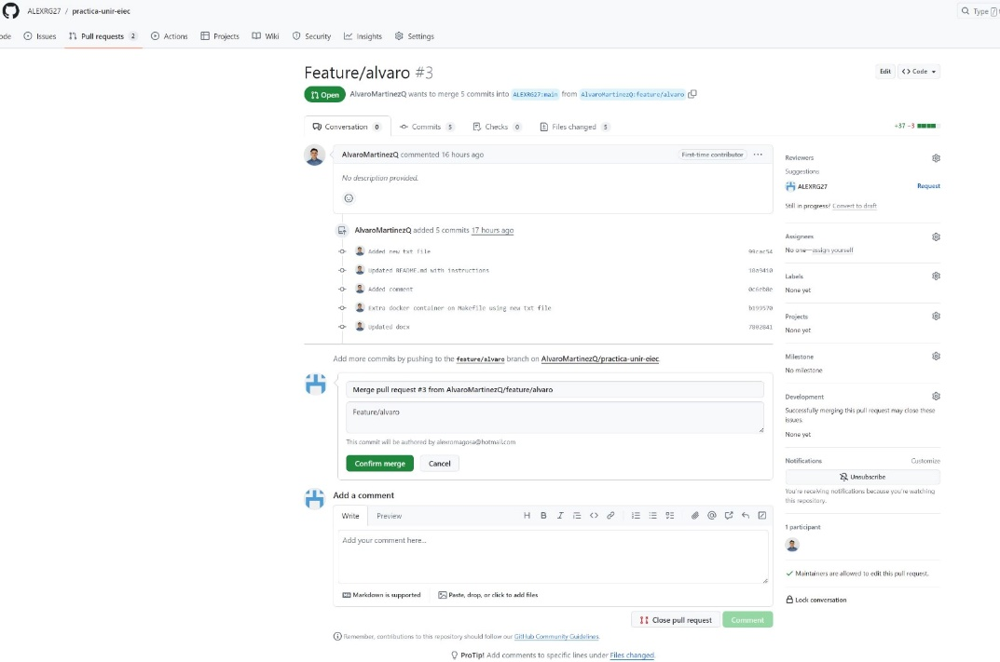 ALEXRG27 / practica-unir-eiec
Type /
ode Issues Pull requests 2 Actions Projects Wiki Security Insights Settings
Feature/alvaro #3
Edit <> Code
Open AlvaroMartinezQ wants to merge 5 commits into ALEXRG27:main from AlvaroMartinezQ:feature/alvaro
Conversation 0 Commits 5 Checks 0 Files changed 5
+37 −3
AlvaroMartinezQ commented 16 hours ago First-time contributor ...
No description provided.
AlvaroMartinezQ added 5 commits 17 hours ago
Added new txt file
Updated README.md with instructions 18a9410
Added comment 0c6eb8e
Extra docker container on Makefile using new txt file b199570
Updated docx
Add more commits by pushing to the feature/alvaro branch on AlvaroMartinezQ/practica-unir-eiec
Merge pull request #3 from AlvaroMartinezQ/feature/alvaro
Feature/alvaro
This commit will be authored by alexromagosa@hotmail.com
Confirm merge Cancel
Add a comment
Write Preview
H B I
Add your comment here...
Markdown is supported Paste, drop, or click to add files
Close pull request Comment
Remember, contributions to this repository should follow our GitHub Community Guidelines.
ProTip! Add comments to specific lines under Files changed.
Reviewers
Suggestions
ALEXRG27 Request
Still in progress? Convert to draft
Assignees
No one—assign yourself
Labels
None yet
Projects
None yet
Milestone
No milestone
Development
Successfully merging this pull request may close these
issues.
None yet
Notifications Customize
Unsubscribe
You're receiving notifications because you're watching
this repository.
1 participant
Maintainers are allowed to edit this pull request.
Lock conversation